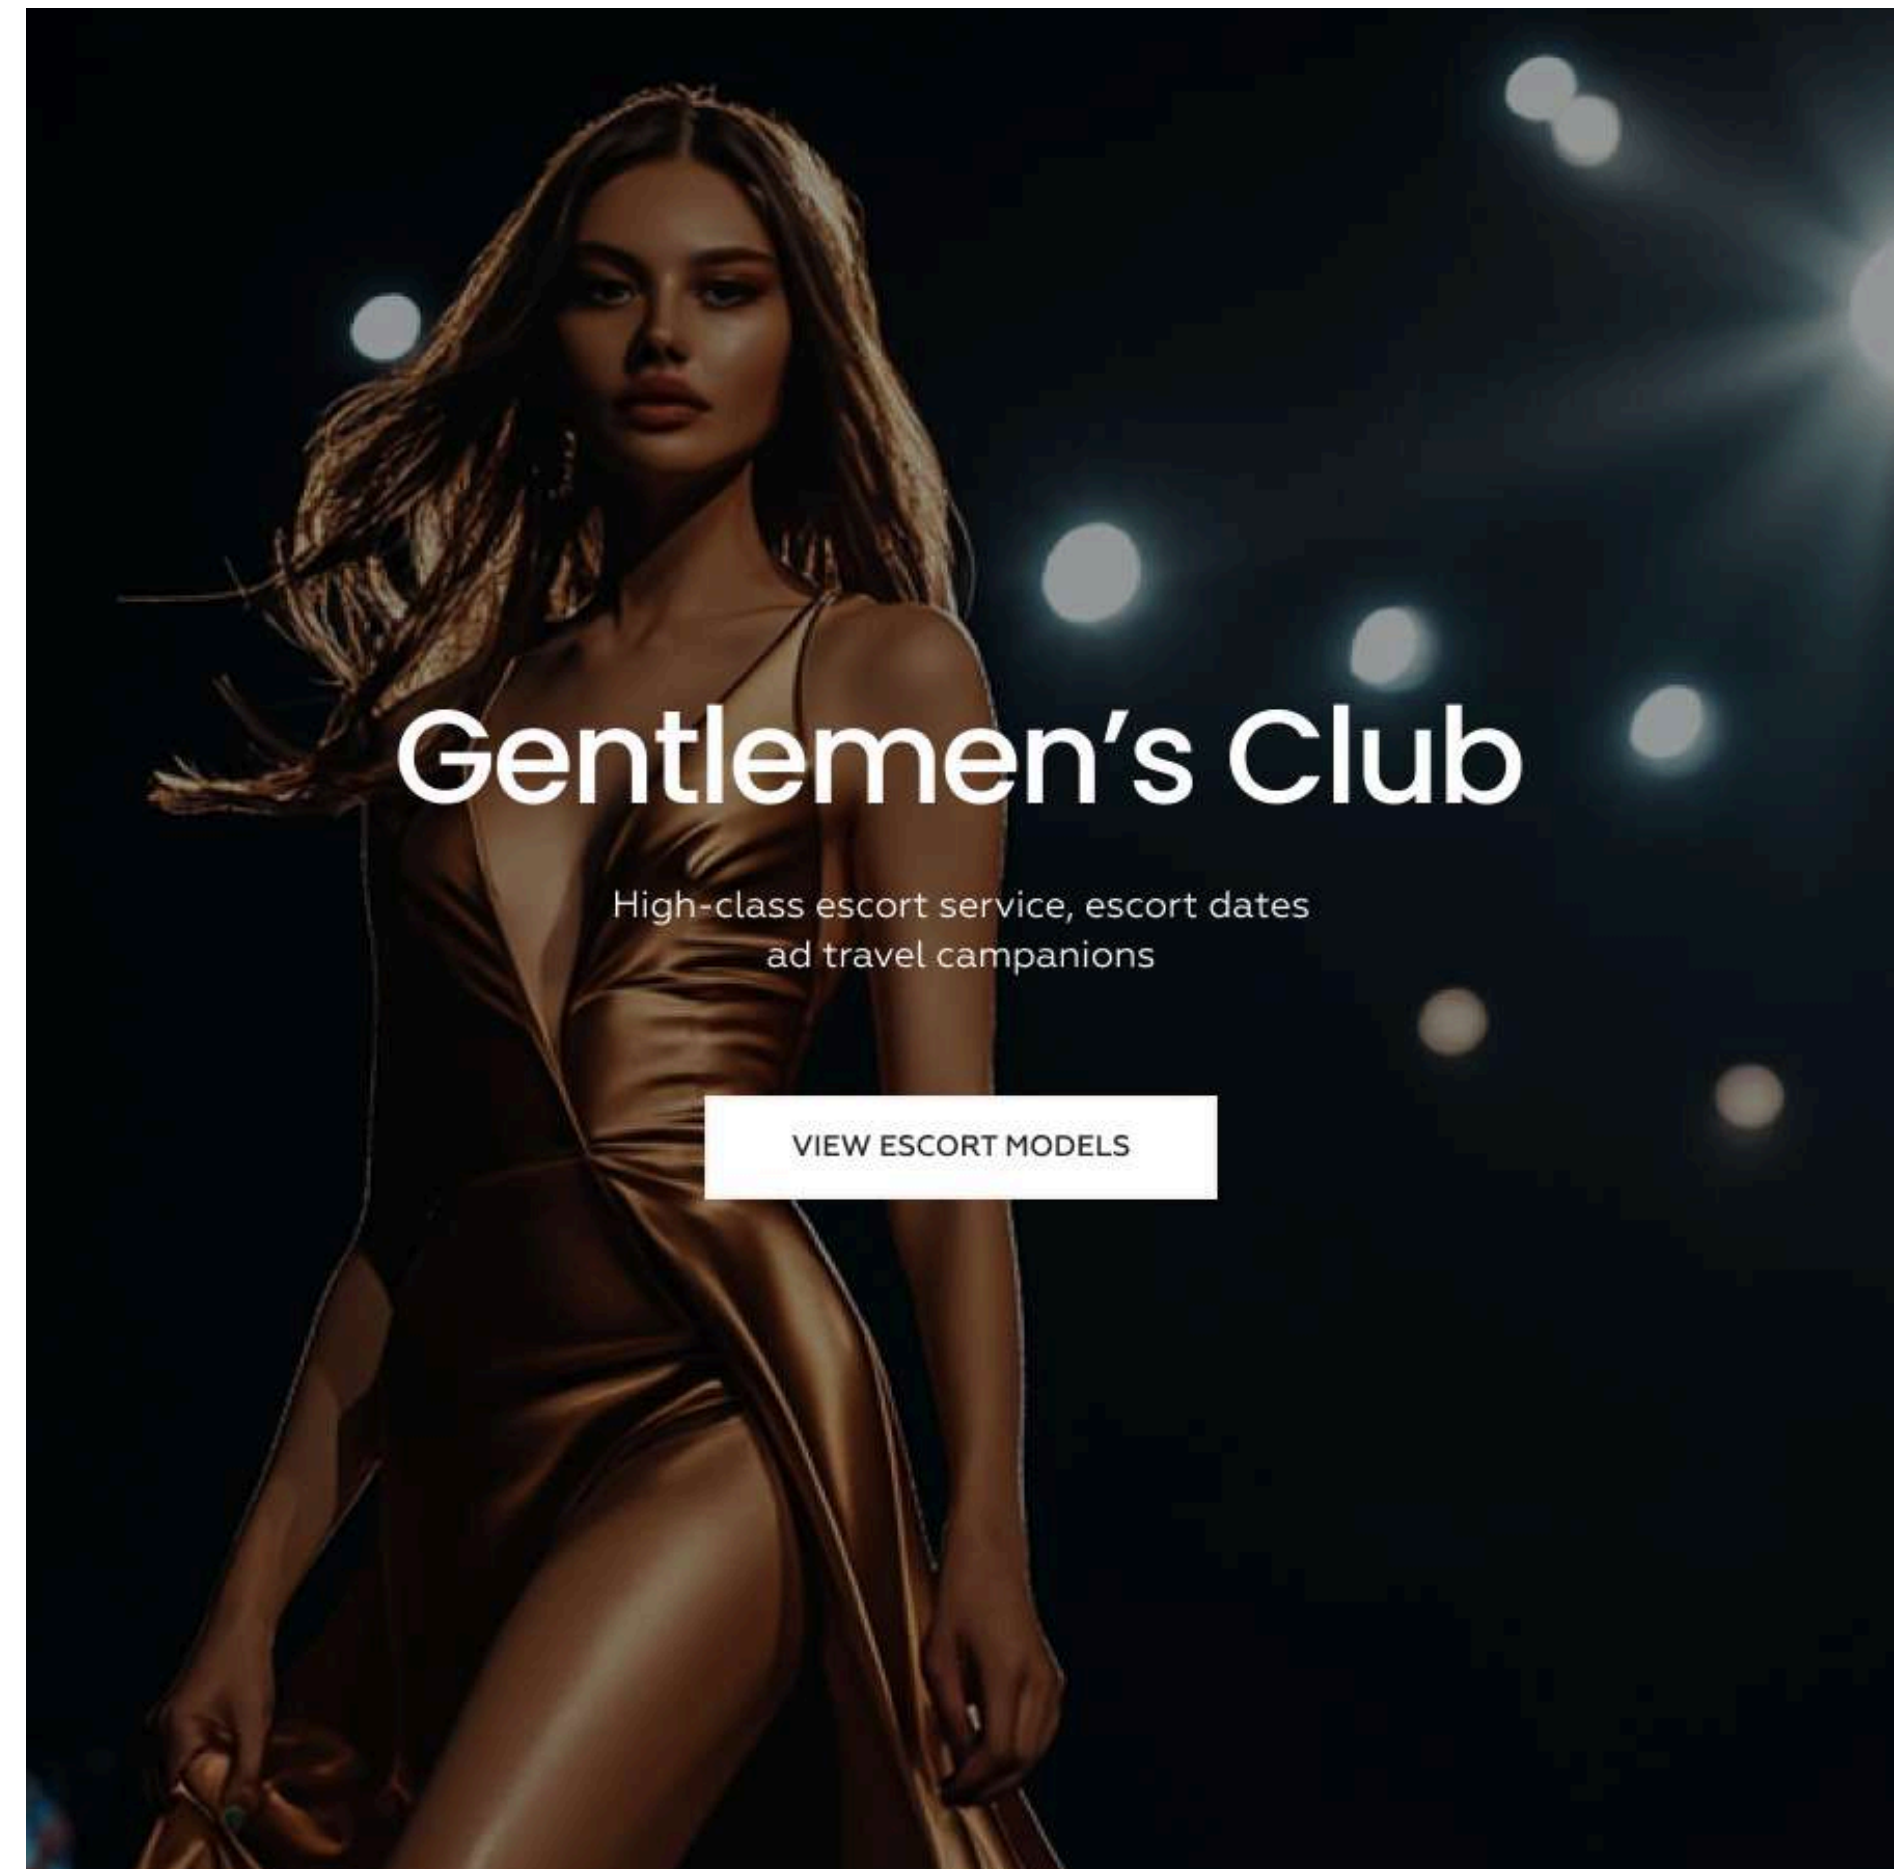 Gentlemen’s Club
High-class escort service, escort dates
ad travel campanions
VIEW ESCORT MODELS